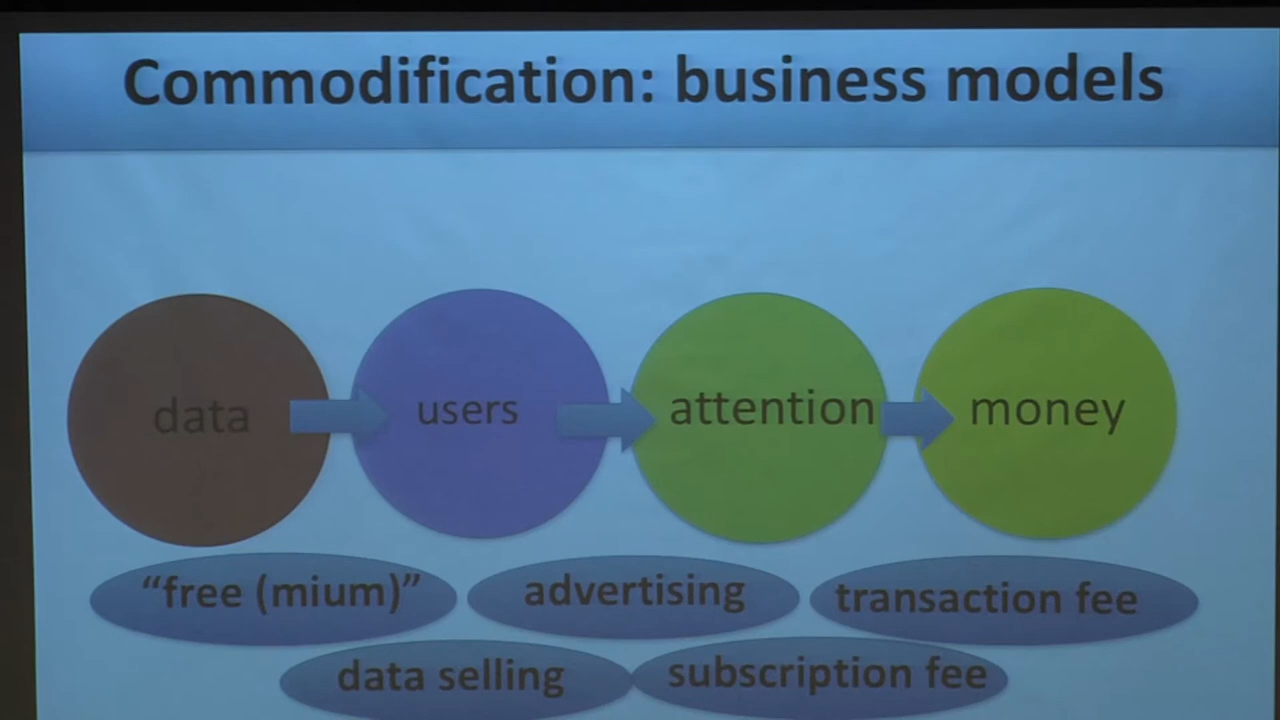 Commodification: business models
data
users
attention
money
“free (mium)”
advertising
transaction fee
data selling
subscription fee